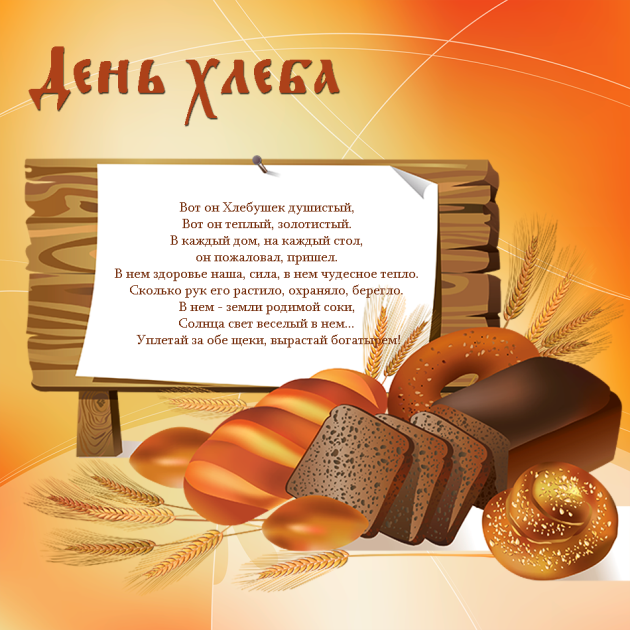 День Хлеба
Вот он Хлебушек душистый,
Вот он теплый, золотистый.
В каждый дом, на каждый стол,
он пожаловал, пришел.
В нем здоровье наша, сила, в нем чудесное тепло.
Сколько рук его растило, охраняло, берегло.
В нем - земли родимой соки,
Солнца свет веселый в нем...
Уплетай за обе щеки, вырастай богатырем!